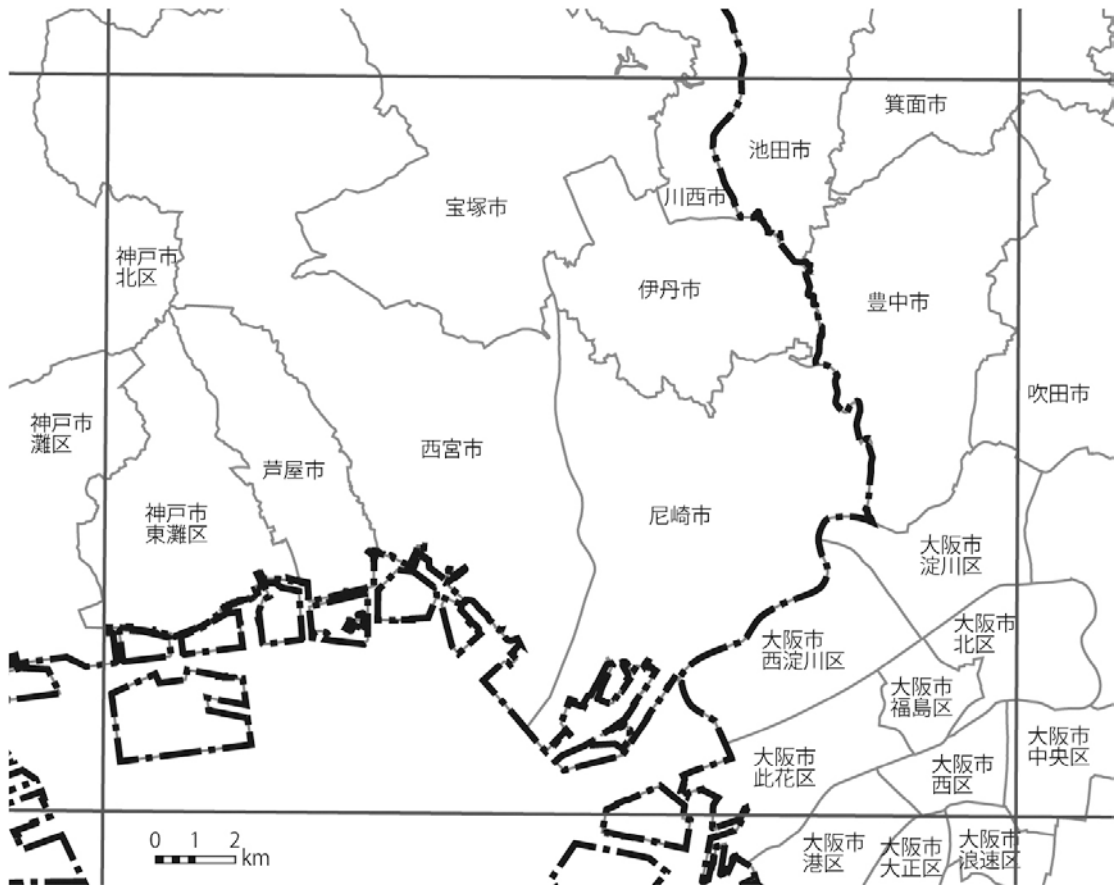 箕面市
池田市
川西市
宝塚市
神戸市
北区
伊丹市
豊中市
吹田市
神戸市
灘区
西宮市
芦屋市
神戸市
東灘区
尼崎市
大阪市
淀川区
大阪市
北区
大阪市
西淀川区
大阪市
福島区
大阪市
中央区
大阪市
此花区
大阪市
西区
大阪市
港区
大阪市
大正区
大阪市
浪速区
0 1 2
km